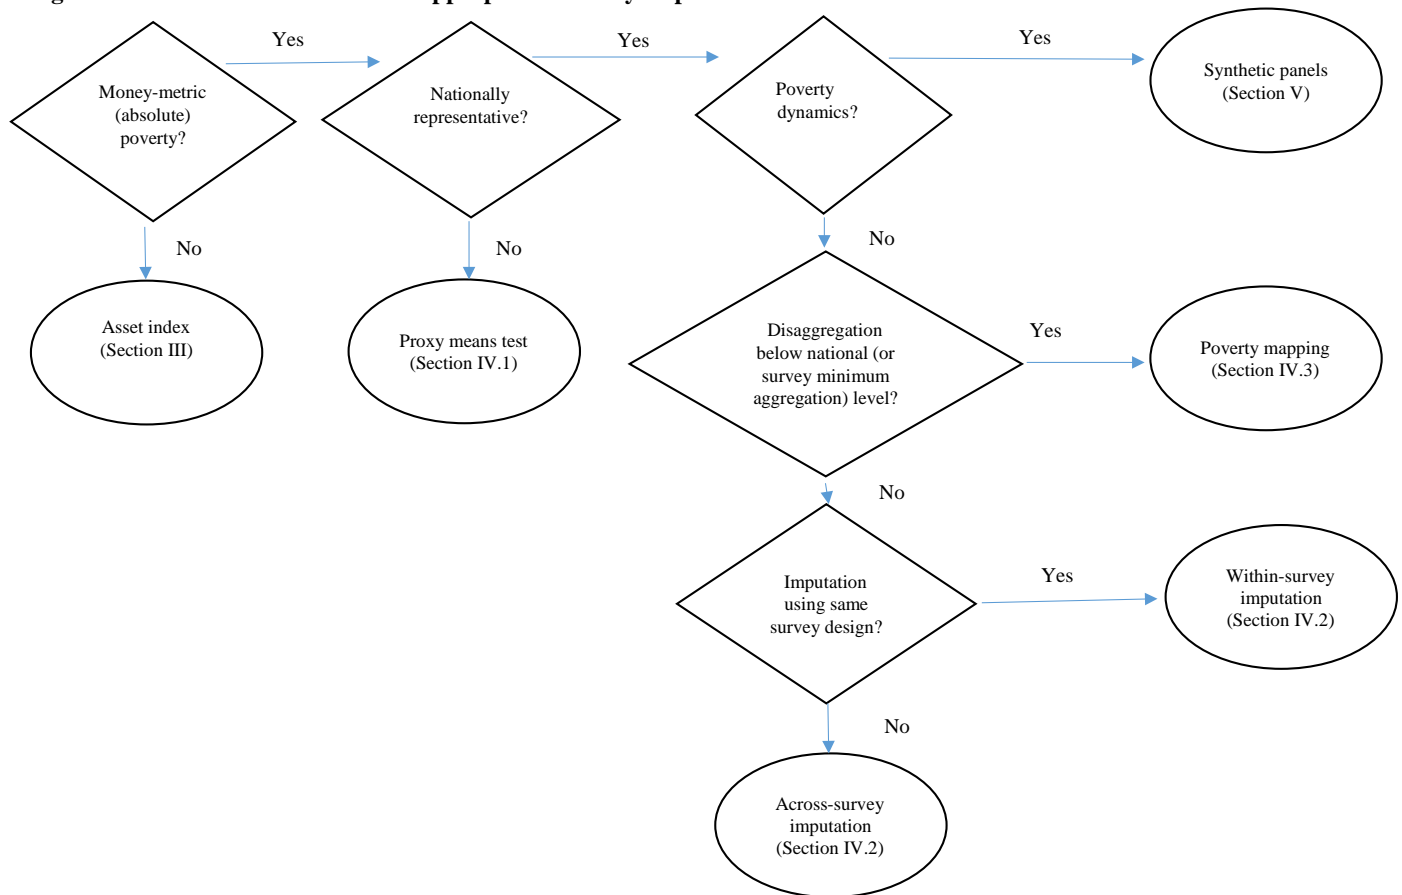 Yes
Yes
Yes
Money-metric
(absolute)
poverty?
Nationally
representative?
Poverty
dynamics?
Synthetic panels
(Section V)
No
No
No
Asset index
(Section III)
Proxy means test
(Section IV.1)
Disaggregation
below national (or
survey minimum
aggregation) level?
Yes
Poverty mapping
(Section IV.3)
No
Imputation
using same
survey design?
Yes
Within-survey
imputation
(Section IV.2)
No
Across-survey
imputation
(Section IV.2)